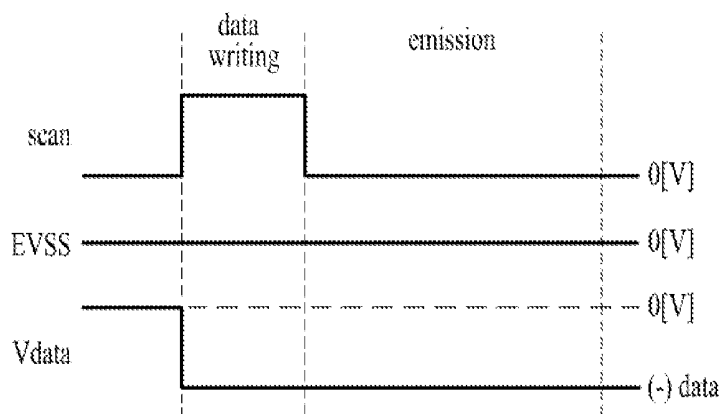 data
writing
emission
scan
0[V]
EVSS
0[V]
0[V]
Vdata
(-) data